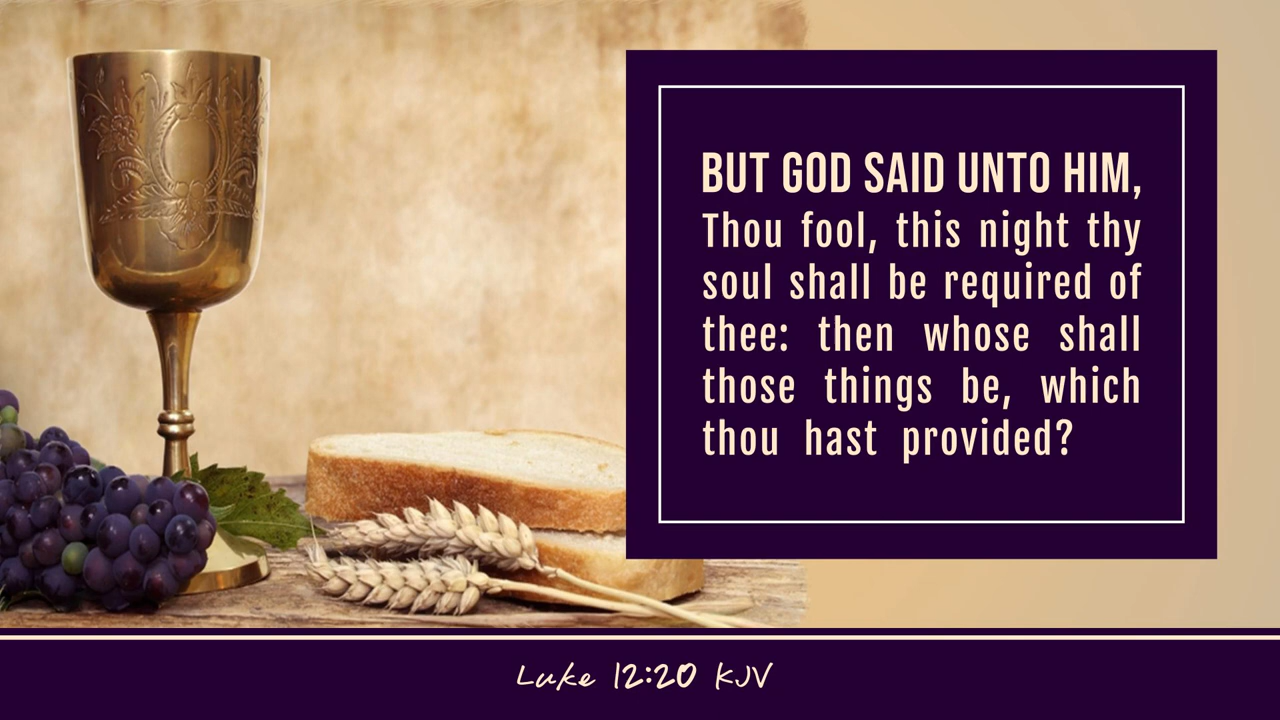 BUT GOD SAID UNTO HIM,
Thou fool, this night thy
soul shall be required of
thee: then whose shall
those things be, which
thou hast provided?
Luke 12:20 KJV